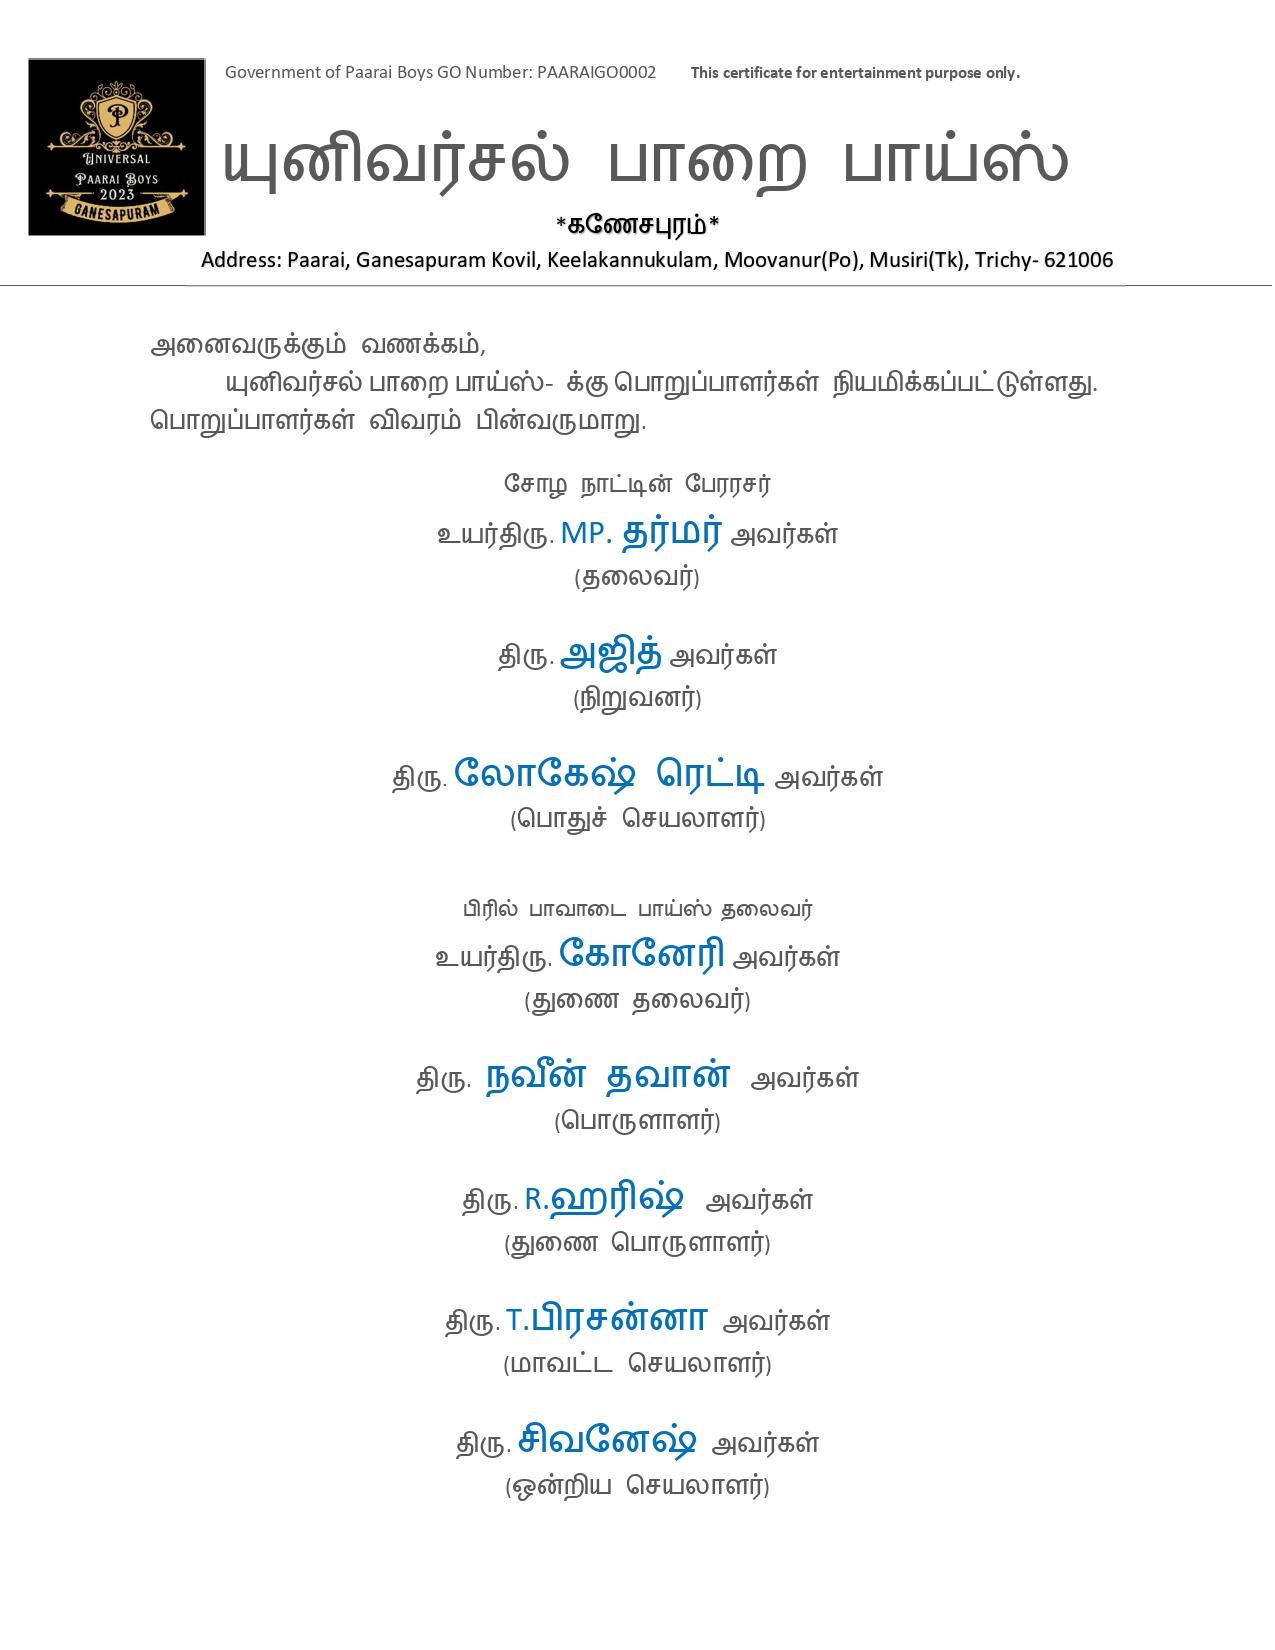 Government of Paarai Boys GO Number: PAARAIGO0002 This certificate for entertainment purpose only.
P
UNIVERSAL
PAARAI BOYS
2023
GANESAPURAM
யுனிவர்சல் பாறை பாய்ஸ்
*கணேசபுரம்*
Address: Paarai, Ganesapuram Kovil, Keelakannukulam, Moovanur(Po), Musiri(Tk), Trichy- 621006
அனைவருக்கும் வணக்கம்,
யுனிவர்சல் பாறை பாய்ஸ்- க்கு பொறுப்பாளர்கள் நியமிக்கப்பட்டுள்ளது.
பொறுப்பாளர்கள் விவரம் பின்வருமாறு.
சோழ நாட்டின் பேரரசர்
உயர்திரு. MP. தர்மர் அவர்கள்
(தலைவர்)
திரு. அஜித் அவர்கள்
(நிறுவனர்)
திரு. லோகேஷ் ரெட்டி அவர்கள்
(பொதுச் செயலாளர்)
பிரில் பாவாடை பாய்ஸ் தலைவர்
உயர்திரு. கோனேரி அவர்கள்
(துணை தலைவர்)
திரு. நவீன் தவான் அவர்கள்
(பொருளாளர்)
திரு. R.ஹரிஷ் அவர்கள்
(துணை பொருளாளர்)
திரு. T.பிரசன்னா அவர்கள்
(மாவட்ட செயலாளர்)
திரு. சிவனேஷ் அவர்கள்
(ஒன்றிய செயலாளர்)